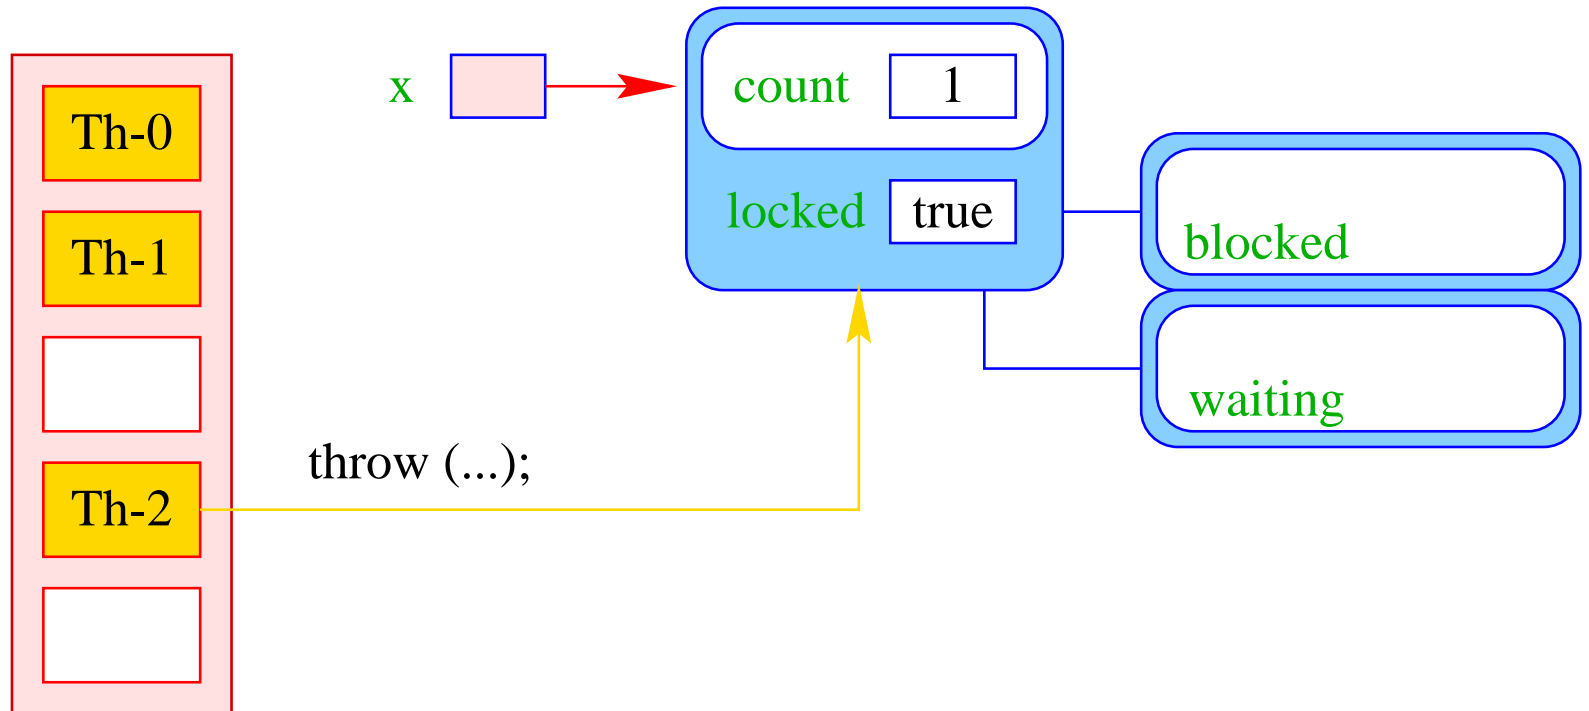 Th-0
Th-1
Th-2
x
count 1
locked true
blocked
waiting
throw (...);